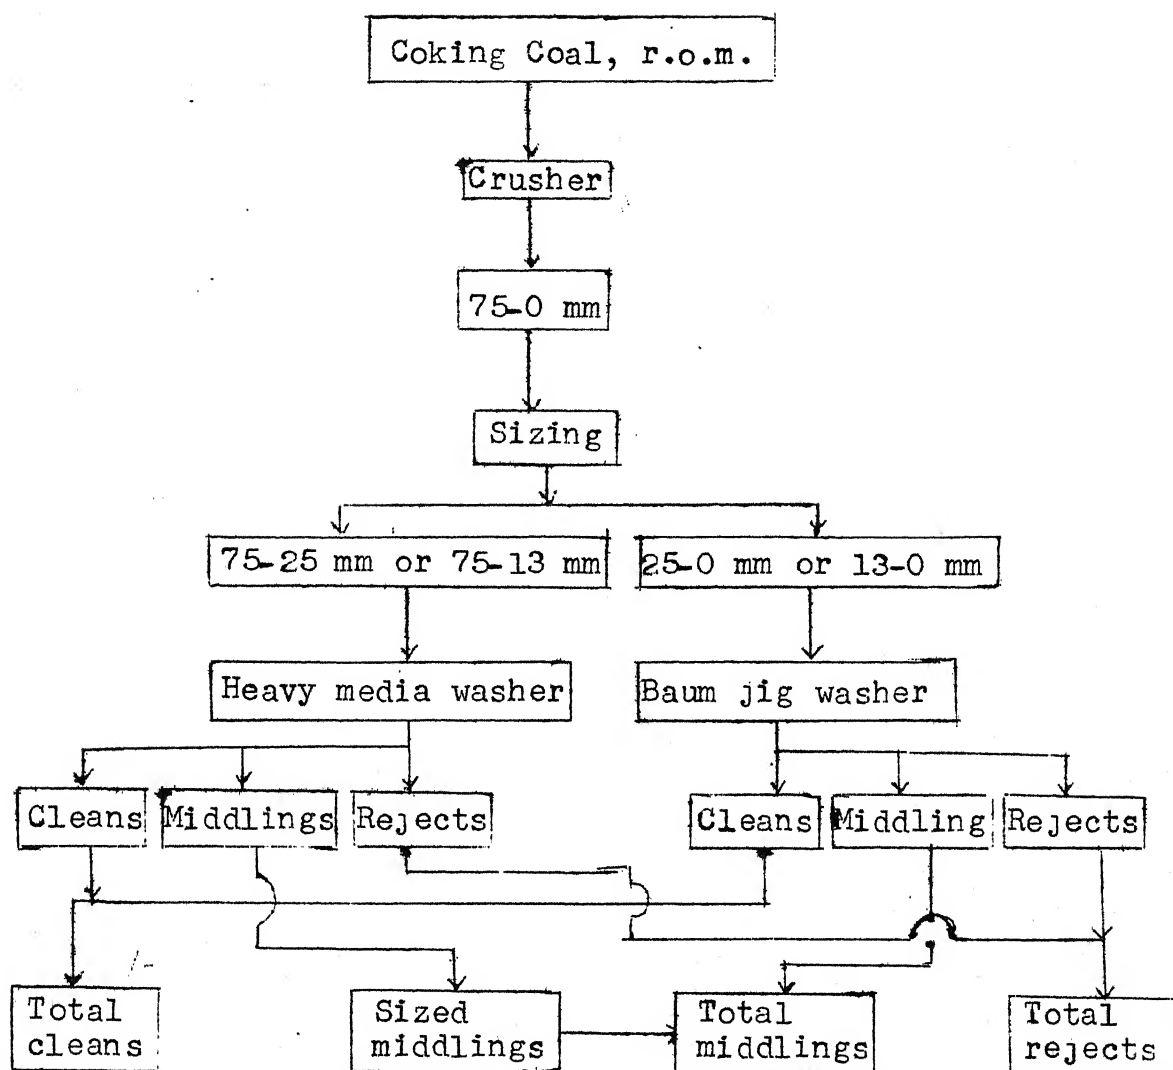 Coking Coal, r.o.m.
Crusher
75-0 mm
Sizing
75-25 mm or 75-13 mm
25-0 mm or 13-0 mm
Heavy media washer
Baum jig washer
Cleans
Middlings
Rejects
Cleans
Middling
Rejects
Total
cleans
Sized
middlings
Total
middlings
Total
rejects